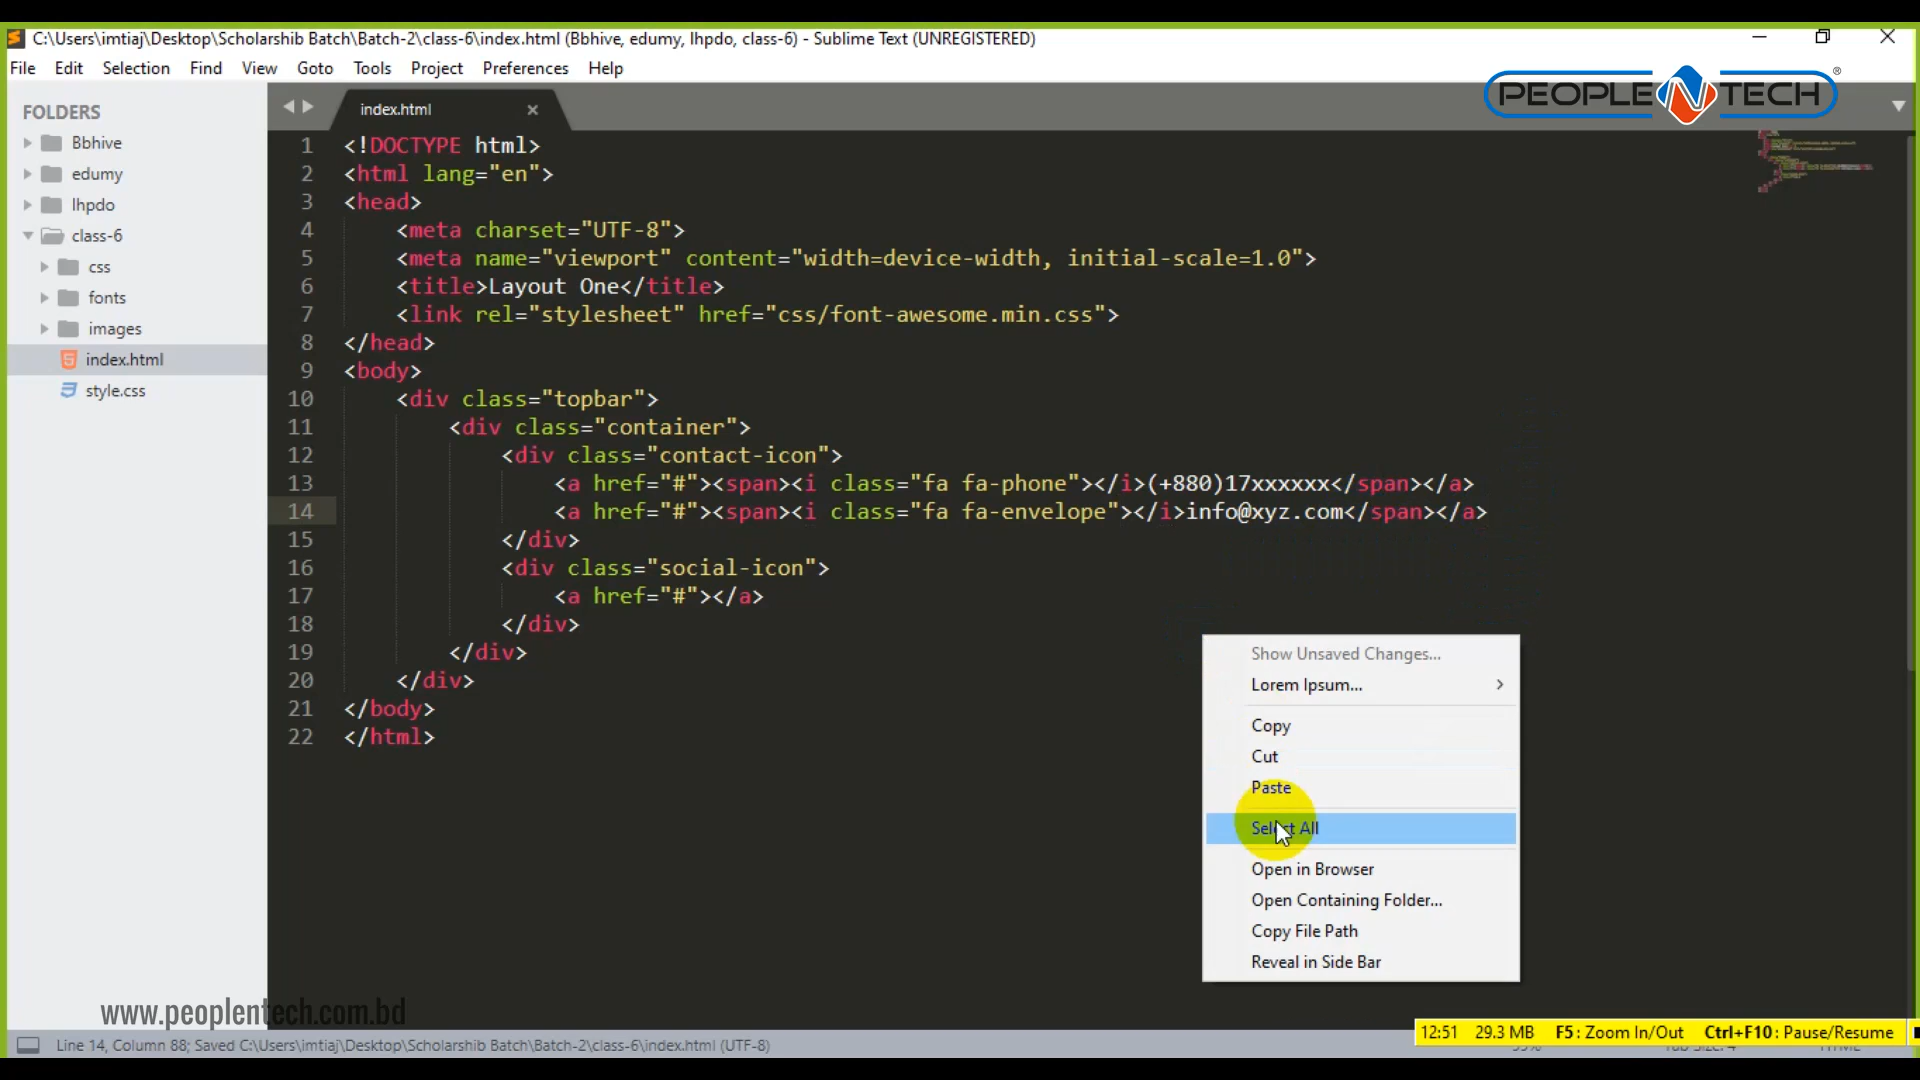 C:\Users\imtiaj\Desktop\Scholarshib Batch\Batch-2\class-6\index.html (Bbhive, edumy, lhpdo, class-6) - Sublime Text (UNREGISTERED)
File Edit Selection Find View Goto Tools Project Preferences Help
PEOPLE N TECH ®
FOLDERS
Bbhive
edumy
lhpdo
class-6
css
fonts
images
index.html
style.css
index.html
1 <!DOCTYPE html>
2 <html lang="en">
3 <head>
4 <meta charset="UTF-8">
5 <meta name="viewport" content="width=device-width, initial-scale=1.0">
6 <title>Layout One</title>
7 <link rel="stylesheet" href="css/font-awesome.min.css">
8 </head>
9 <body>
10 <div class="topbar">
11 <div class="container">
12 <div class="contact-icon">
13 <a href="#"><span><i class="fa fa-phone"></i>(+880)17xxxxxx</span></a>
14 <a href="#"><span><i class="fa fa-envelope"></i>info@xyz.com</span></a>
15 </div>
16 <div class="social-icon">
17 <a href="#"></a>
18 </div>
19 </div>
20 </div>
21 </body>
22 </html>
Show Unsaved Changes...
Lorem Ipsum...
Copy
Cut
Paste
Select All
Open in Browser
Open Containing Folder...
Copy File Path
Reveal in Side Bar
www.peoplentech.com.bd
Line 14, Column 88; Saved C:\Users\imtiaj\Desktop\Scholarshib Batch\Batch-2\class-6\index.html (UTF-8)
12:51 29.3 MB F5: Zoom In/Out Ctrl+F10: Pause/Resume